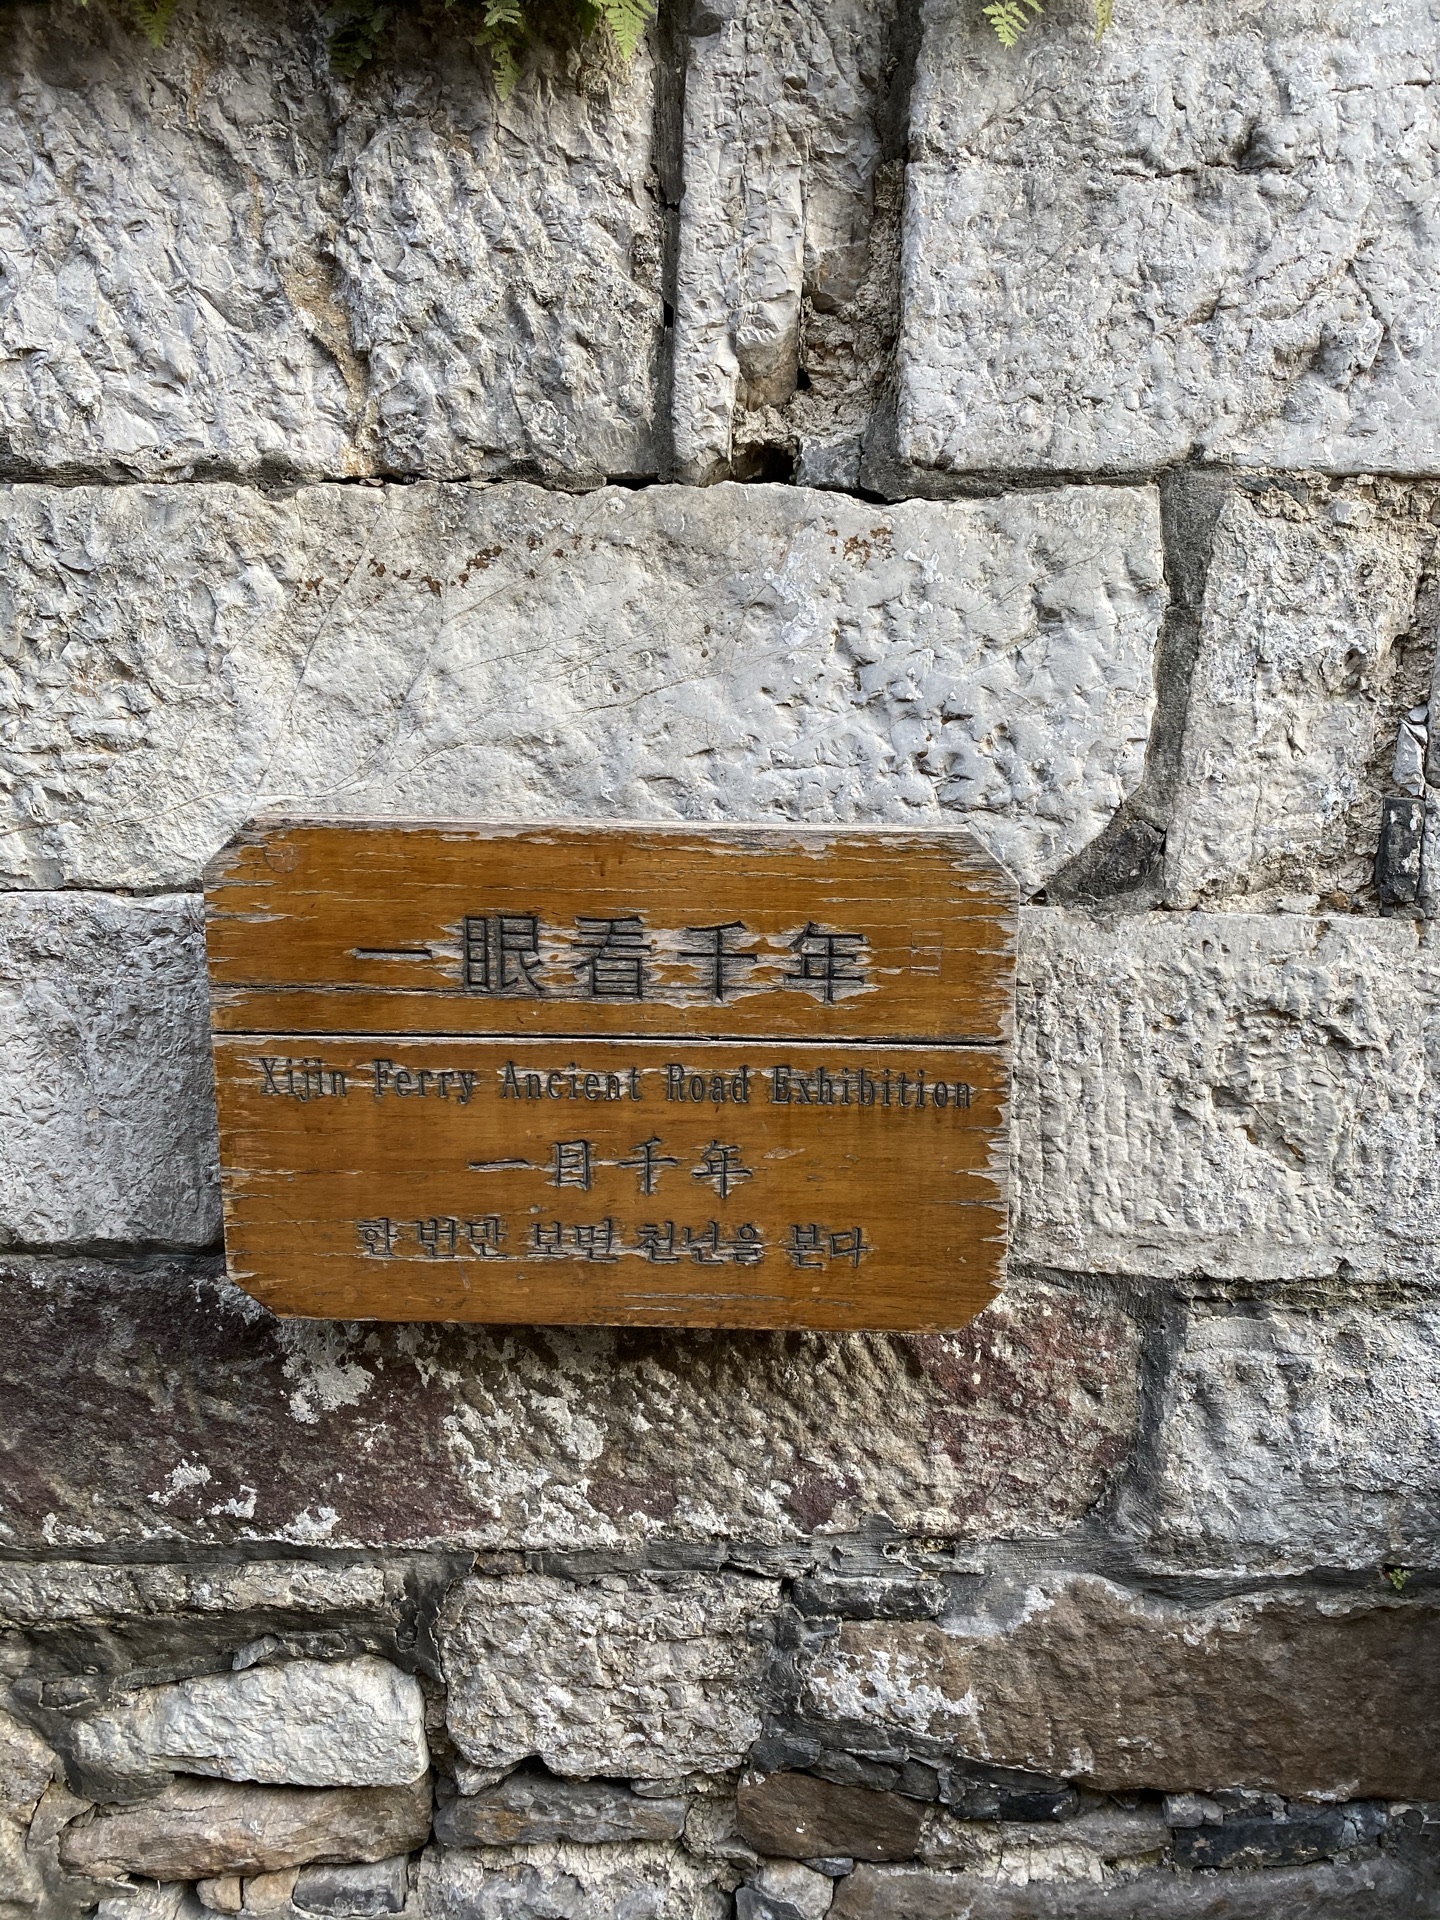 一眼看千年
Xijin Ferry Ancient Road Exhibition
一目千年
한 번만 보면 천년을 본다